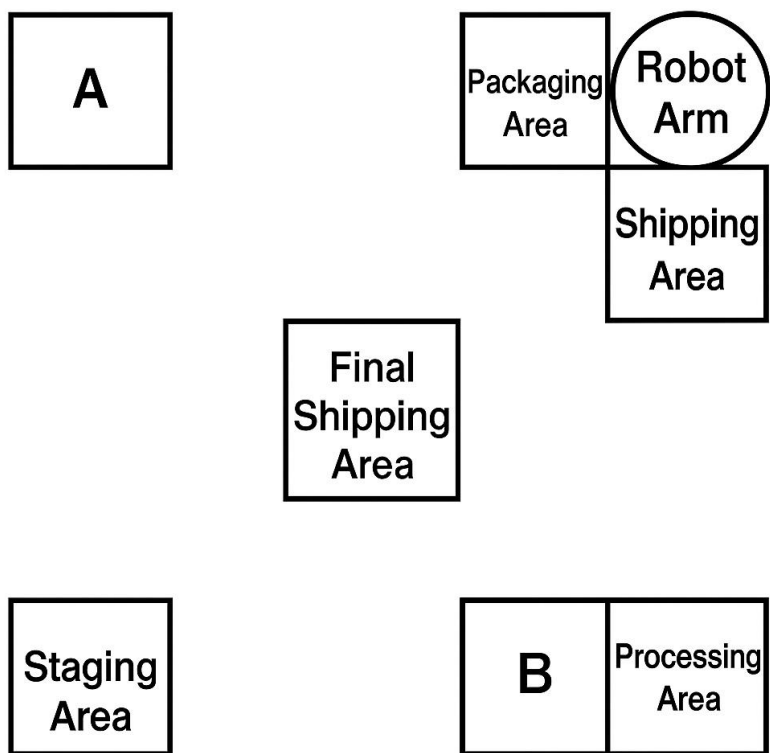 A
Packaging
Area
Robot
Arm
Shipping
Area
Final
Shipping
Area
Staging
Area
B
Processing
Area